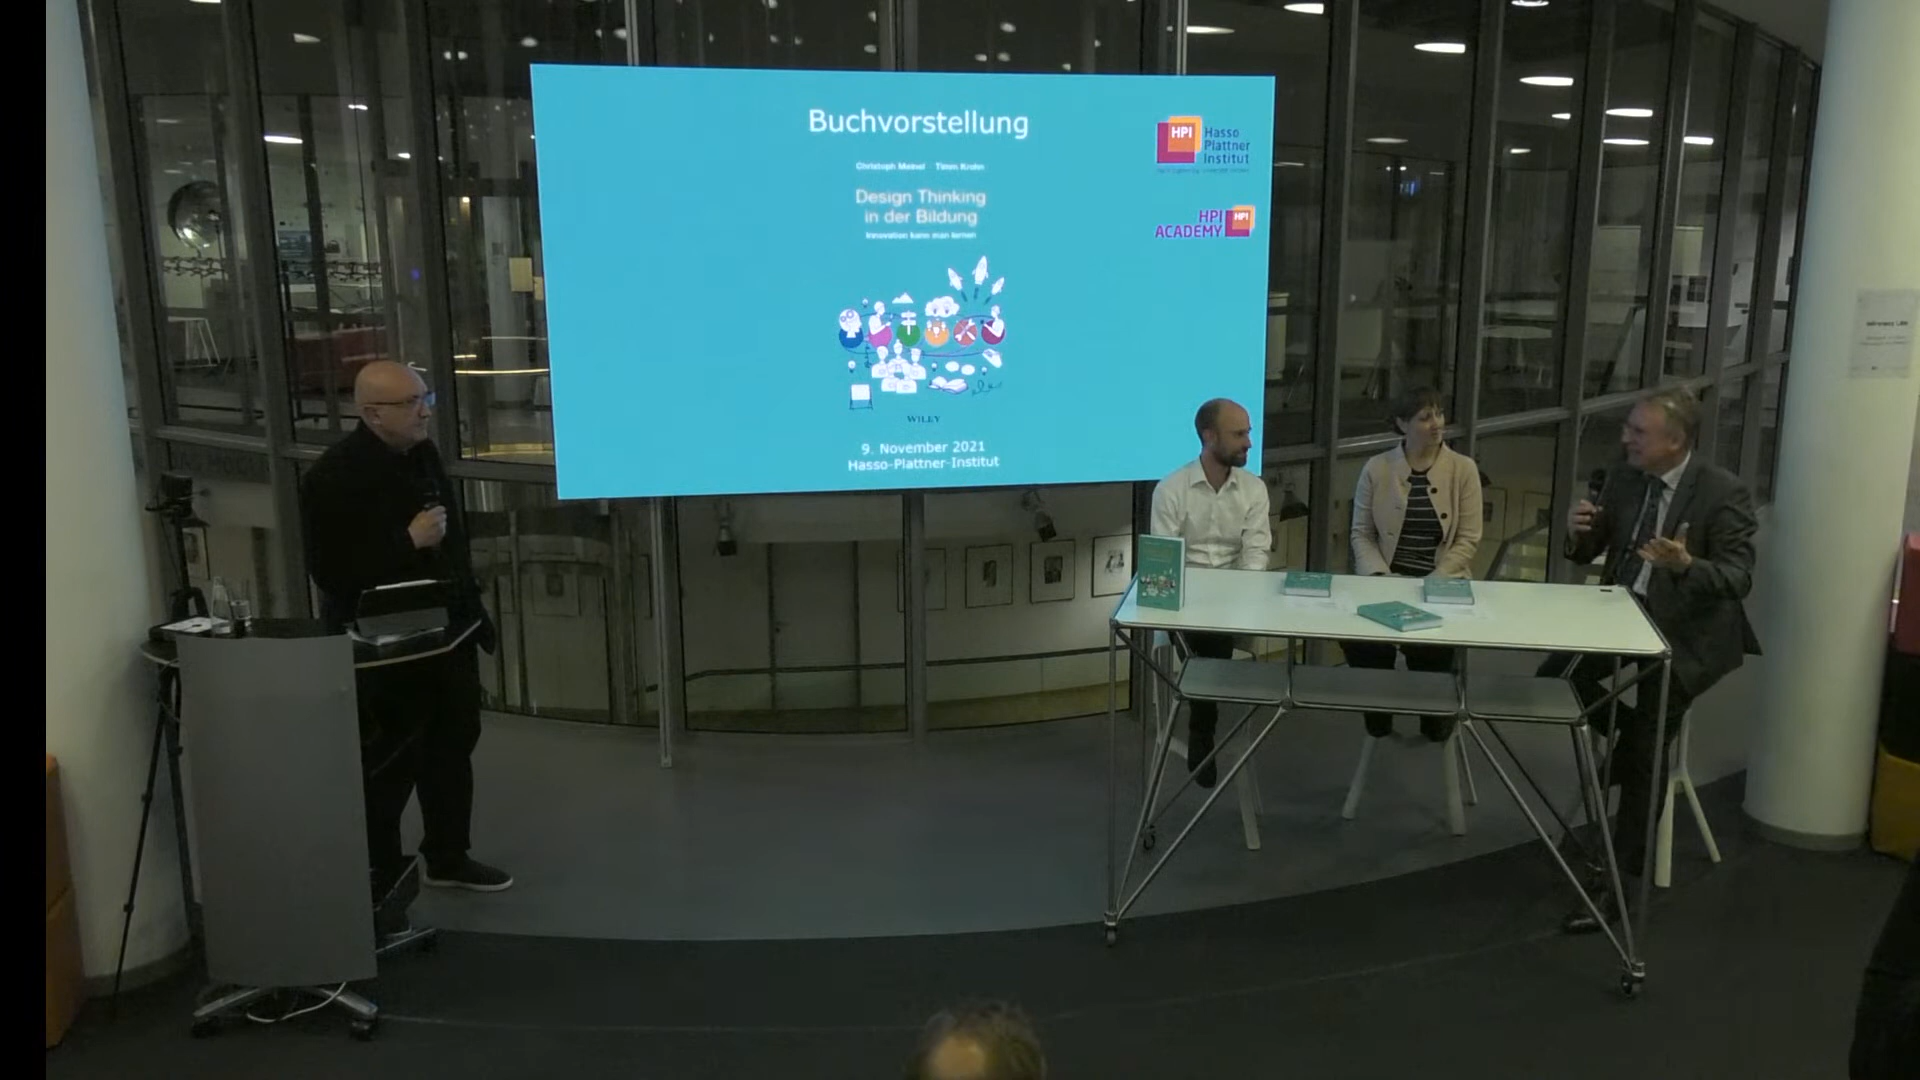 Buchvorstellung
Christoph Meinel Timm Krohn
Design Thinking
in der Bildung
Innovation kann man lernen
WILEY
9. November 2021
Hasso-Plattner-Institut
HPI Hasso
Plattner
Institut
HPI
ACADEMY
HPI